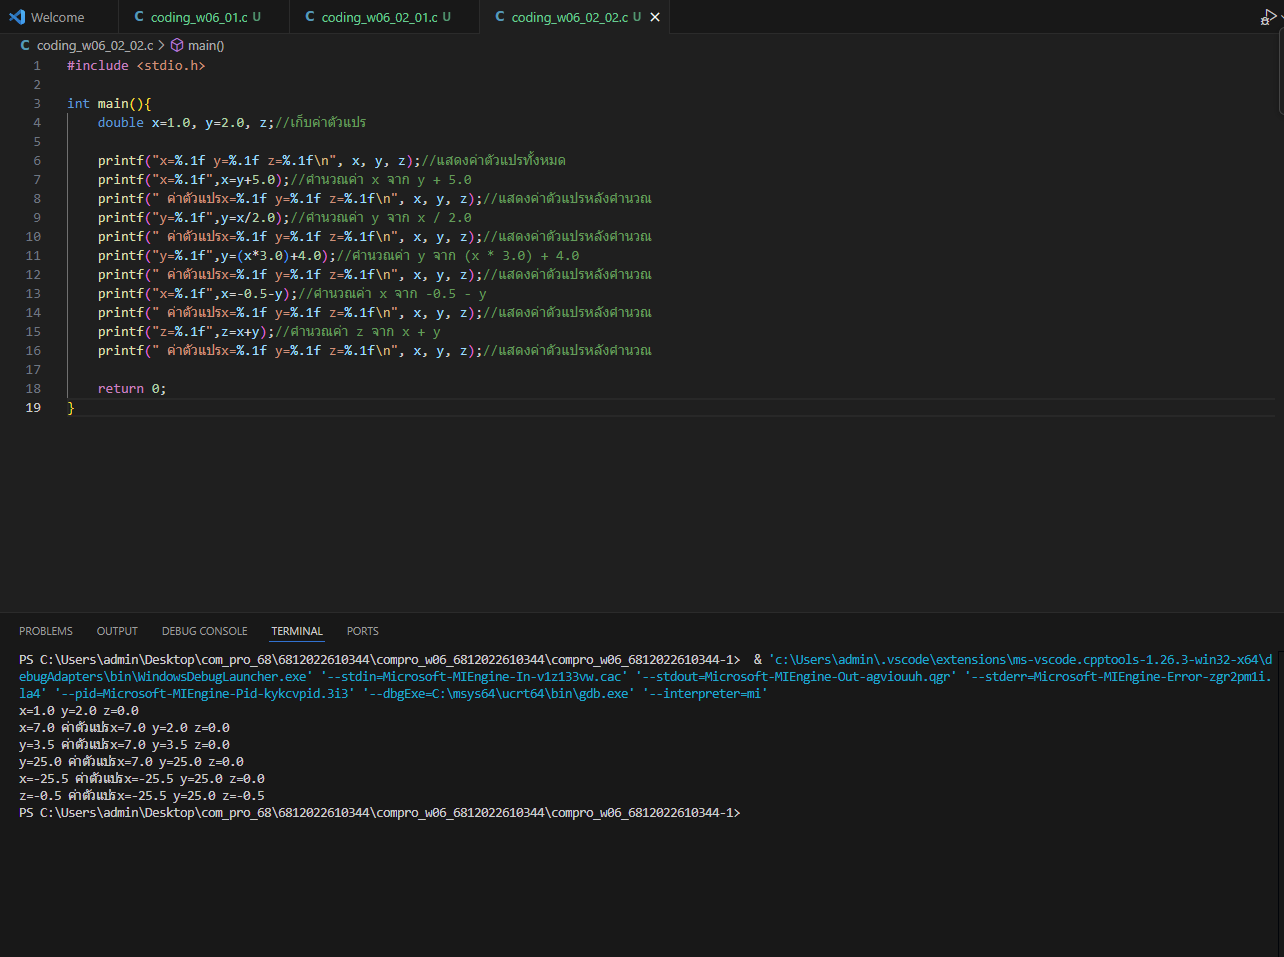 Welcome
C coding_w06_01.c U
C coding_w06_02_01.c U
C coding_w06_02_02.c U
C coding_w06_02_02.c > main()
1 #include <stdio.h>
2
3 int main(){
4 double x=1.0, y=2.0, z;//เก็บค่าตัวแปร
5
6 printf("x=%.1f y=%.1f z=%.1f\n", x, y, z);//แสดงค่าตัวแปรทั้งหมด
7 printf("x=%.1f",x=y+5.0);//คำนวณค่า x จาก y + 5.0
8 printf(" ค่าตัวแปรx=%.1f y=%.1f z=%.1f\n", x, y, z);//แสดงค่าตัวแปรหลังคำนวณ
9 printf("y=%.1f",y=x/2.0);//คำนวณค่า y จาก x / 2.0
10 printf(" ค่าตัวแปรx=%.1f y=%.1f z=%.1f\n", x, y, z);//แสดงค่าตัวแปรหลังคำนวณ
11 printf("y=%.1f",y=(x*3.0)+4.0);//คำนวณค่า y จาก (x * 3.0) + 4.0
12 printf(" ค่าตัวแปรx=%.1f y=%.1f z=%.1f\n", x, y, z);//แสดงค่าตัวแปรหลังคำนวณ
13 printf("x=%.1f",x=-0.5-y);//คำนวณค่า x จาก -0.5 - y
14 printf(" ค่าตัวแปรx=%.1f y=%.1f z=%.1f\n", x, y, z);//แสดงค่าตัวแปรหลังคำนวณ
15 printf("z=%.1f",z=x+y);//คำนวณค่า z จาก x + y
16 printf(" ค่าตัวแปรx=%.1f y=%.1f z=%.1f\n", x, y, z);//แสดงค่าตัวแปรหลังคำนวณ
17
18 return 0;
19 }
PROBLEMS OUTPUT DEBUG CONSOLE TERMINAL PORTS
PS C:\Users\admin\Desktop\com_pro_68\6812022610344\compro_w06_6812022610344\compro_w06_6812022610344-1> & 'c:\Users\admin\.vscode\extensions\ms-vscode.cpptools-1.26.3-win32-x64\d
ebugAdapters\bin\WindowsDebugLauncher.exe' '--stdin=Microsoft-MIEngine-In-v1z133vw.cac' '--stdout=Microsoft-MIEngine-Out-agviouuh.qgr' '--stderr=Microsoft-MIEngine-Error-zgr2pm1i.
la4' '--pid=Microsoft-MIEngine-Pid-kykcvpid.3i3' '--dbgExe=C:\msys64\ucrt64\bin\gdb.exe' '--interpreter=mi'
x=1.0 y=2.0 z=0.0
x=7.0 ค่าตัวแปรx=7.0 y=2.0 z=0.0
y=3.5 ค่าตัวแปรx=7.0 y=3.5 z=0.0
y=25.0 ค่าตัวแปรx=7.0 y=25.0 z=0.0
x=-25.5 ค่าตัวแปรx=-25.5 y=25.0 z=0.0
z=-0.5 ค่าตัวแปรx=-25.5 y=25.0 z=-0.5
PS C:\Users\admin\Desktop\com_pro_68\6812022610344\compro_w06_6812022610344\compro_w06_6812022610344-1>